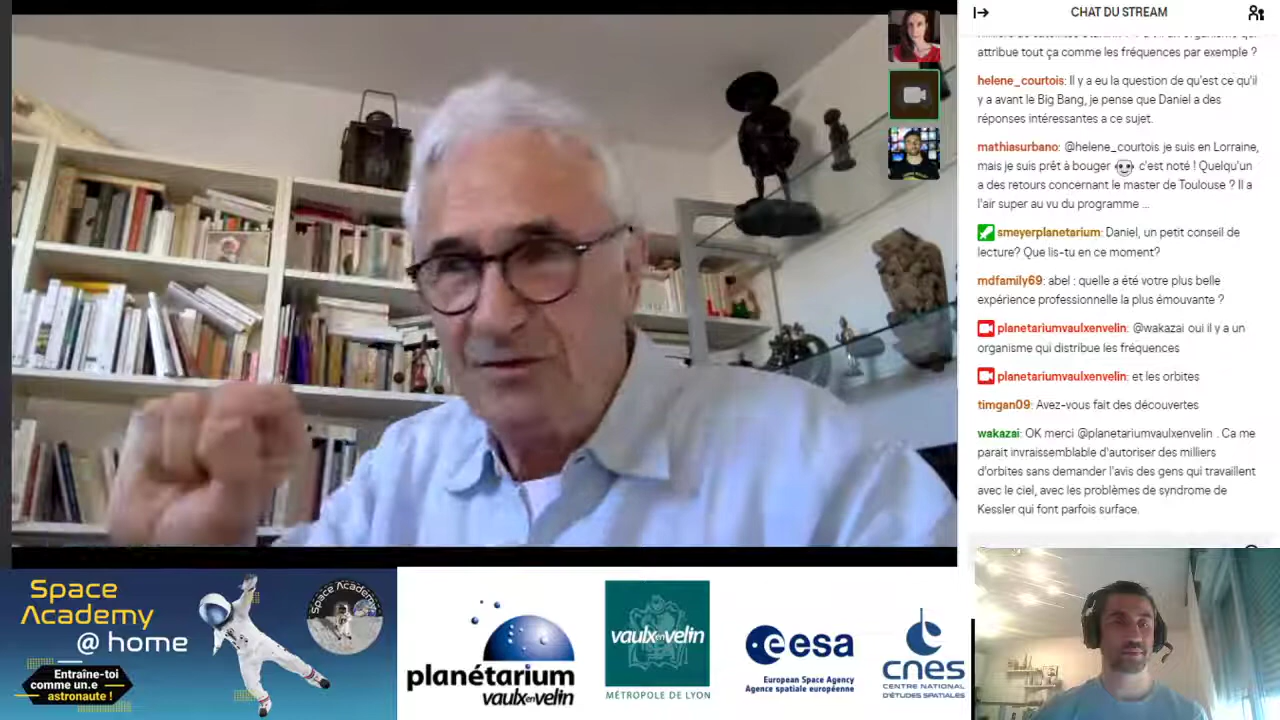 CHAT DU STREAM
attribue tout ça comme les fréquences par exemple ?
helene_courtois: Il y a eu la question de qu'est ce qu'il
y a avant le Big Bang, je pense que Daniel a des
réponses intéressantes a ce sujet.
mathiasurbano: @helene_courtois je suis en Lorraine,
mais je suis prêt à bouger c'est noté ! Quelqu'un
a des retours concernant le master de Toulouse ? Il a
l'air super au vu du programme ...
smeyerplanetarium: Daniel, un petit conseil de
lecture? Que lis-tu en ce moment?
mdfamily69: abel : quelle a été votre plus belle
expérience professionnelle la plus émouvante ?
planetariumvaulxenvelin: @wakazai oui il y a un
organisme qui distribue les fréquences
planetariumvaulxenvelin: et les orbites
timgan09: Avez-vous fait des découvertes
wakazai: OK merci @planetariumvaulxenvelin . Ca me
parait invraissemblable d'autoriser des milliers
d'orbites sans demander l'avis des gens qui travaillent
avec le ciel, avec les problèmes de syndrome de
Kessler qui font parfois surface.
Space
Academy
@ home
Entraîne-toi
comme un.e
astronaute !
Space Academy
planétarium
vaulxenvelin
vaulxenvelin
MÉTROPOLE DE LYON
esa
European Space Agency
Agence spatiale européenne
cnes
CENTRE NATIONAL
D'ÉTUDES SPATIALES